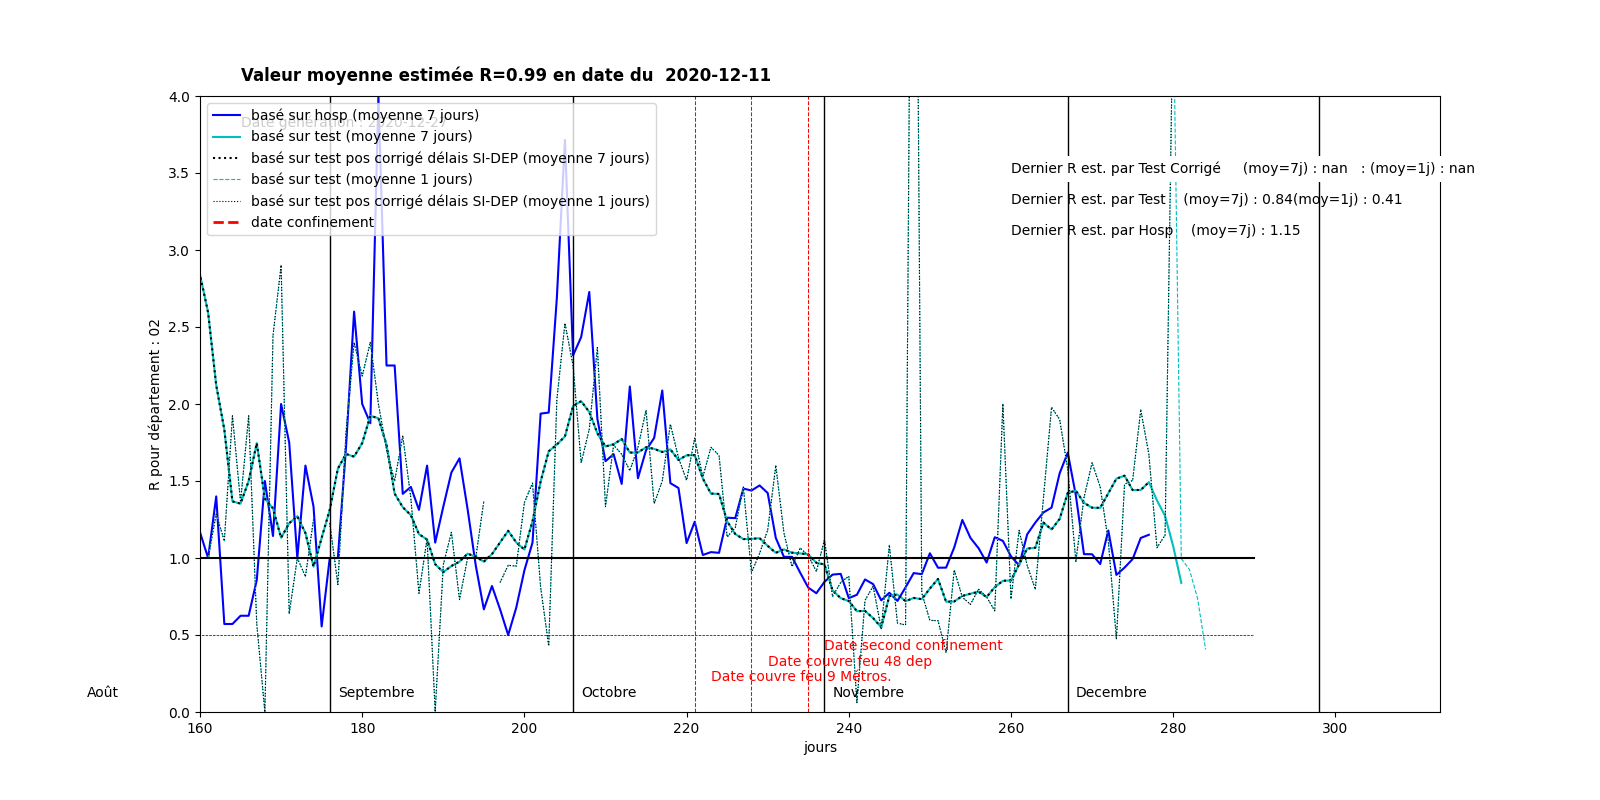 Valeur moyenne estimée R=0.99 en date du  2020-12-11
Date génération : 2020-12-27
basé sur hosp (moyenne 7 jours)
basé sur test (moyenne 7 jours)
basé sur test pos corrigé délais SI-DEP (moyenne 7 jours)
basé sur test (moyenne 1 jours)
basé sur test pos corrigé délais SI-DEP (moyenne 1 jours)
date confinement
Dernier R est. par Test Corrigé     (moy=7j) : nan   : (moy=1j) : nan
Dernier R est. par Test    (moy=7j) : 0.84(moy=1j) : 0.41
Dernier R est. par Hosp    (moy=7j) : 1.15
4.0
3.5
3.0
2.5
2.0
1.5
1.0
0.5
0.0
R pour département : 02
Date second confinement
Date couvre feu 48 dep
Date couvre feu 9 Métros.
Août
Septembre
Octobre
Novembre
Decembre
160 180 200 220 240 260 280 300
jours